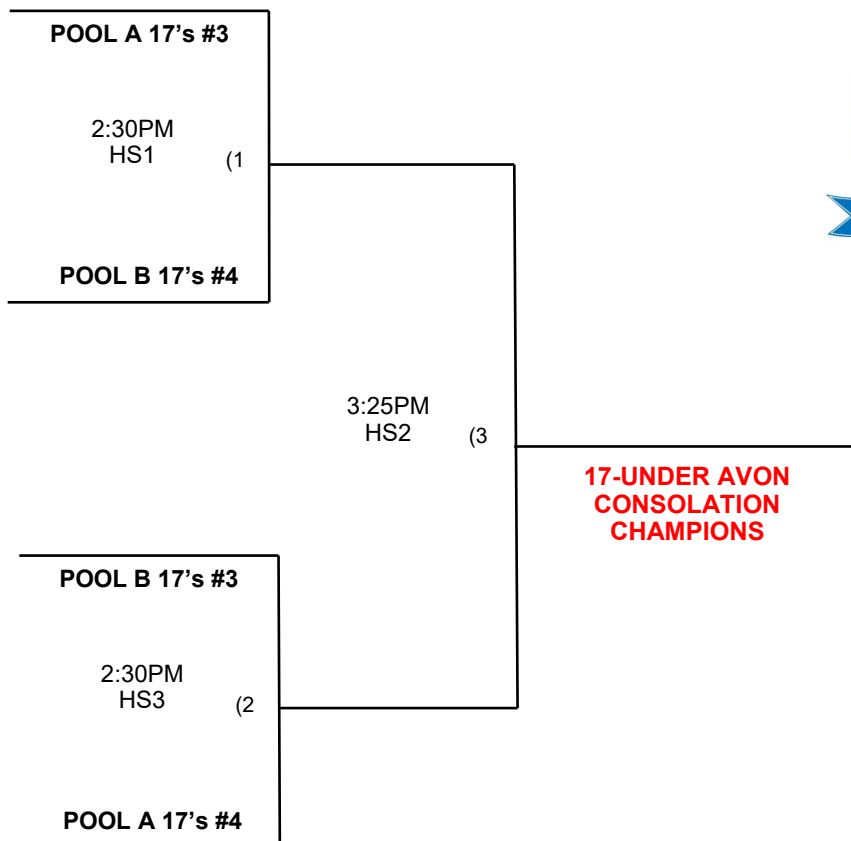 POOL A 17’s #3
2:30PM
HS1
(1
POOL B 17’s #4
3:25PM
HS2
(3
17-UNDER AVON
CONSOLATION
CHAMPIONS
POOL B 17’s #3
2:30PM
HS3
(2
POOL A 17’s #4